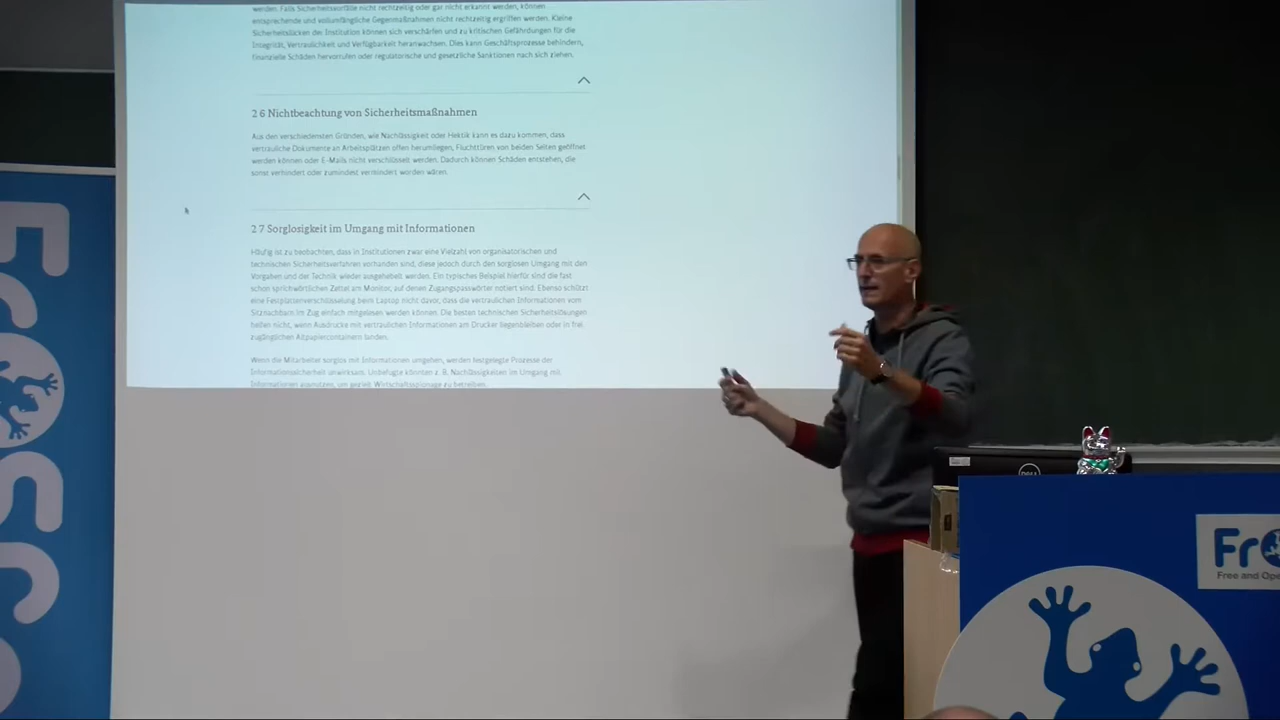 werden. Falls Sicherheitsvorfälle nicht rechtzeitig oder gar nicht erkannt werden, können
entsprechende und vollumfängliche Gegenmaßnahmen nicht rechtzeitig ergriffen werden. Kleine
Sicherheitslücken der Institution können sich verschärfen und zu kritischen Gefährdungen für die
Integrität, Vertraulichkeit und Verfügbarkeit heranwachsen. Dies kann Geschäftsprozesse behindern,
finanzielle Schäden hervorrufen oder regulatorische und gesetzliche Sanktionen nach sich ziehen.
2 6 Nichtbeachtung von Sicherheitsmaßnahmen
Aus den verschiedensten Gründen, wie Nachlässigkeit oder Hektik kann es dazu kommen, dass
vertrauliche Dokumente an Arbeitsplätzen offen herumliegen, Fluchttüren von beiden Seiten geöffnet
werden können oder E-Mails nicht verschlüsselt werden. Dadurch können Schäden entstehen, die
sonst verhindert oder zumindest vermindert worden wären.
2 7 Sorglosigkeit im Umgang mit Informationen
Häufig ist zu beobachten, dass in Institutionen zwar eine Vielzahl von organisatorischen und
technischen Sicherheitsverfahren vorhanden sind, diese jedoch durch den sorglosen Umgang mit den
Vorgaben und der Technik wieder ausgehebelt werden. Ein typisches Beispiel hierfür sind die fast
schon sprichwörtlichen Zettel am Monitor, auf denen Zugangspasswörter notiert sind. Ebenso schützt
eine Festplattenverschlüsselung beim Laptop nicht davor, dass die vertraulichen Informationen vom
Sitznachbarn im Zug einfach mitgelesen werden können. Die besten technischen Sicherheitslösungen
helfen nicht, wenn Ausdrucke mit vertraulichen Informationen am Drucker liegenbleiben oder in frei
zugänglichen Altpapiercontainern landen.
Wenn die Mitarbeiter sorglos mit Informationen umgehen, werden festgelegte Prozesse der
Informationssicherheit unwirksam. Unbefugte könnten z. B. Nachlässigkeiten im Umgang mit
Informationen ausnutzen, um gezielt Wirtschaftsspionage zu betreiben.
DELL
Fr
Free and Ope